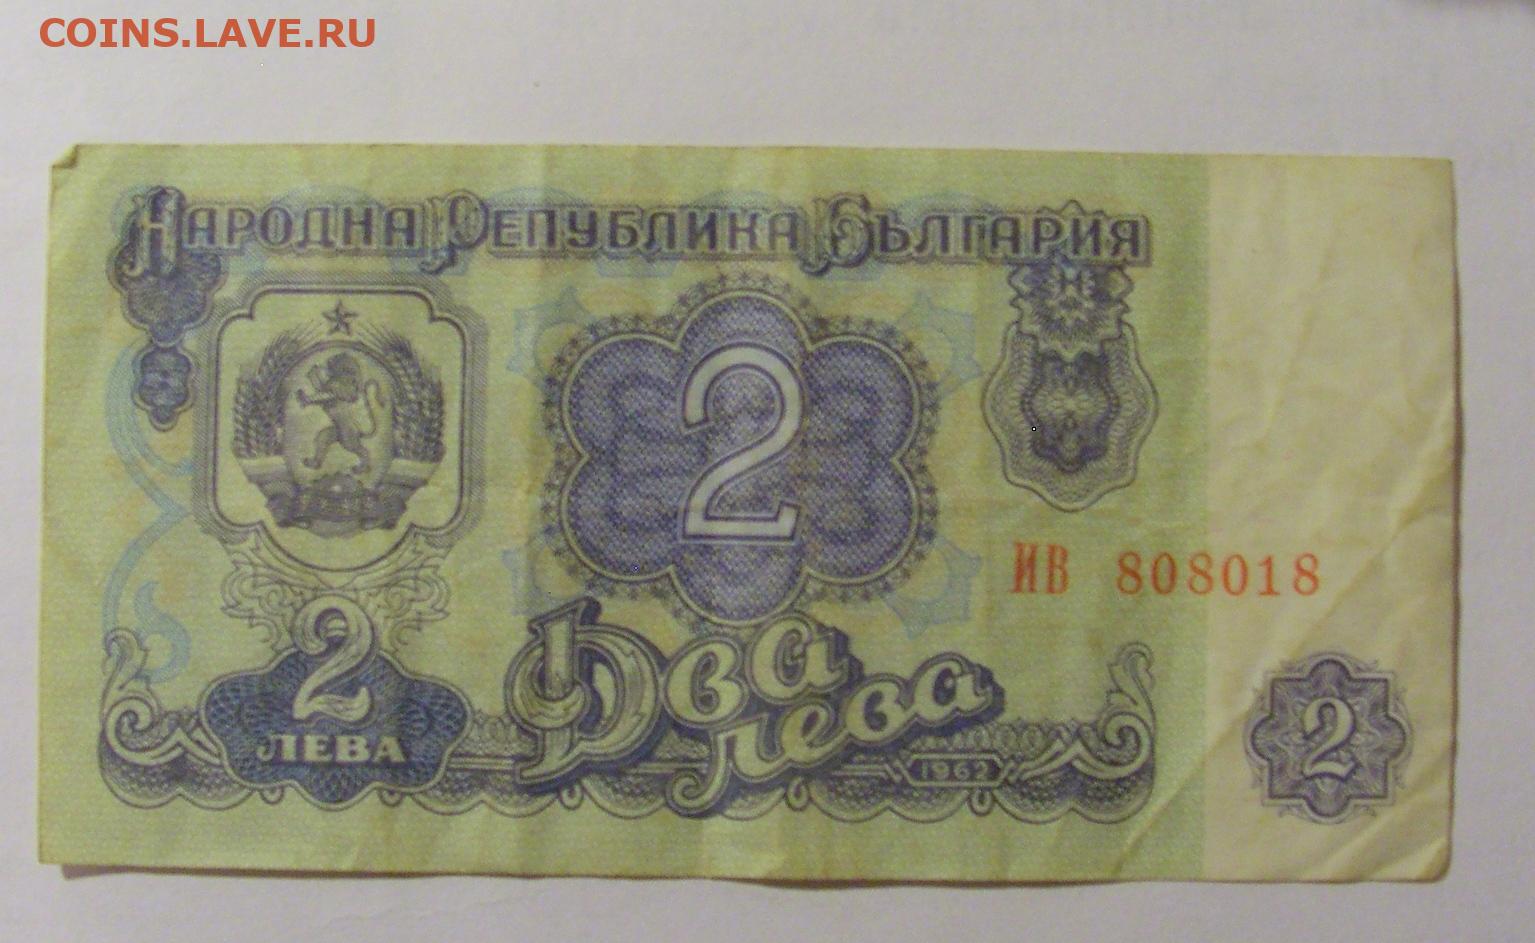 COINS.LAVE.RU
НАРОДНА РЕПУБЛИКА БЪЛГАРИЯ
2
ИВ 808018
2
ЛЕВА
Два
лева
1962
2